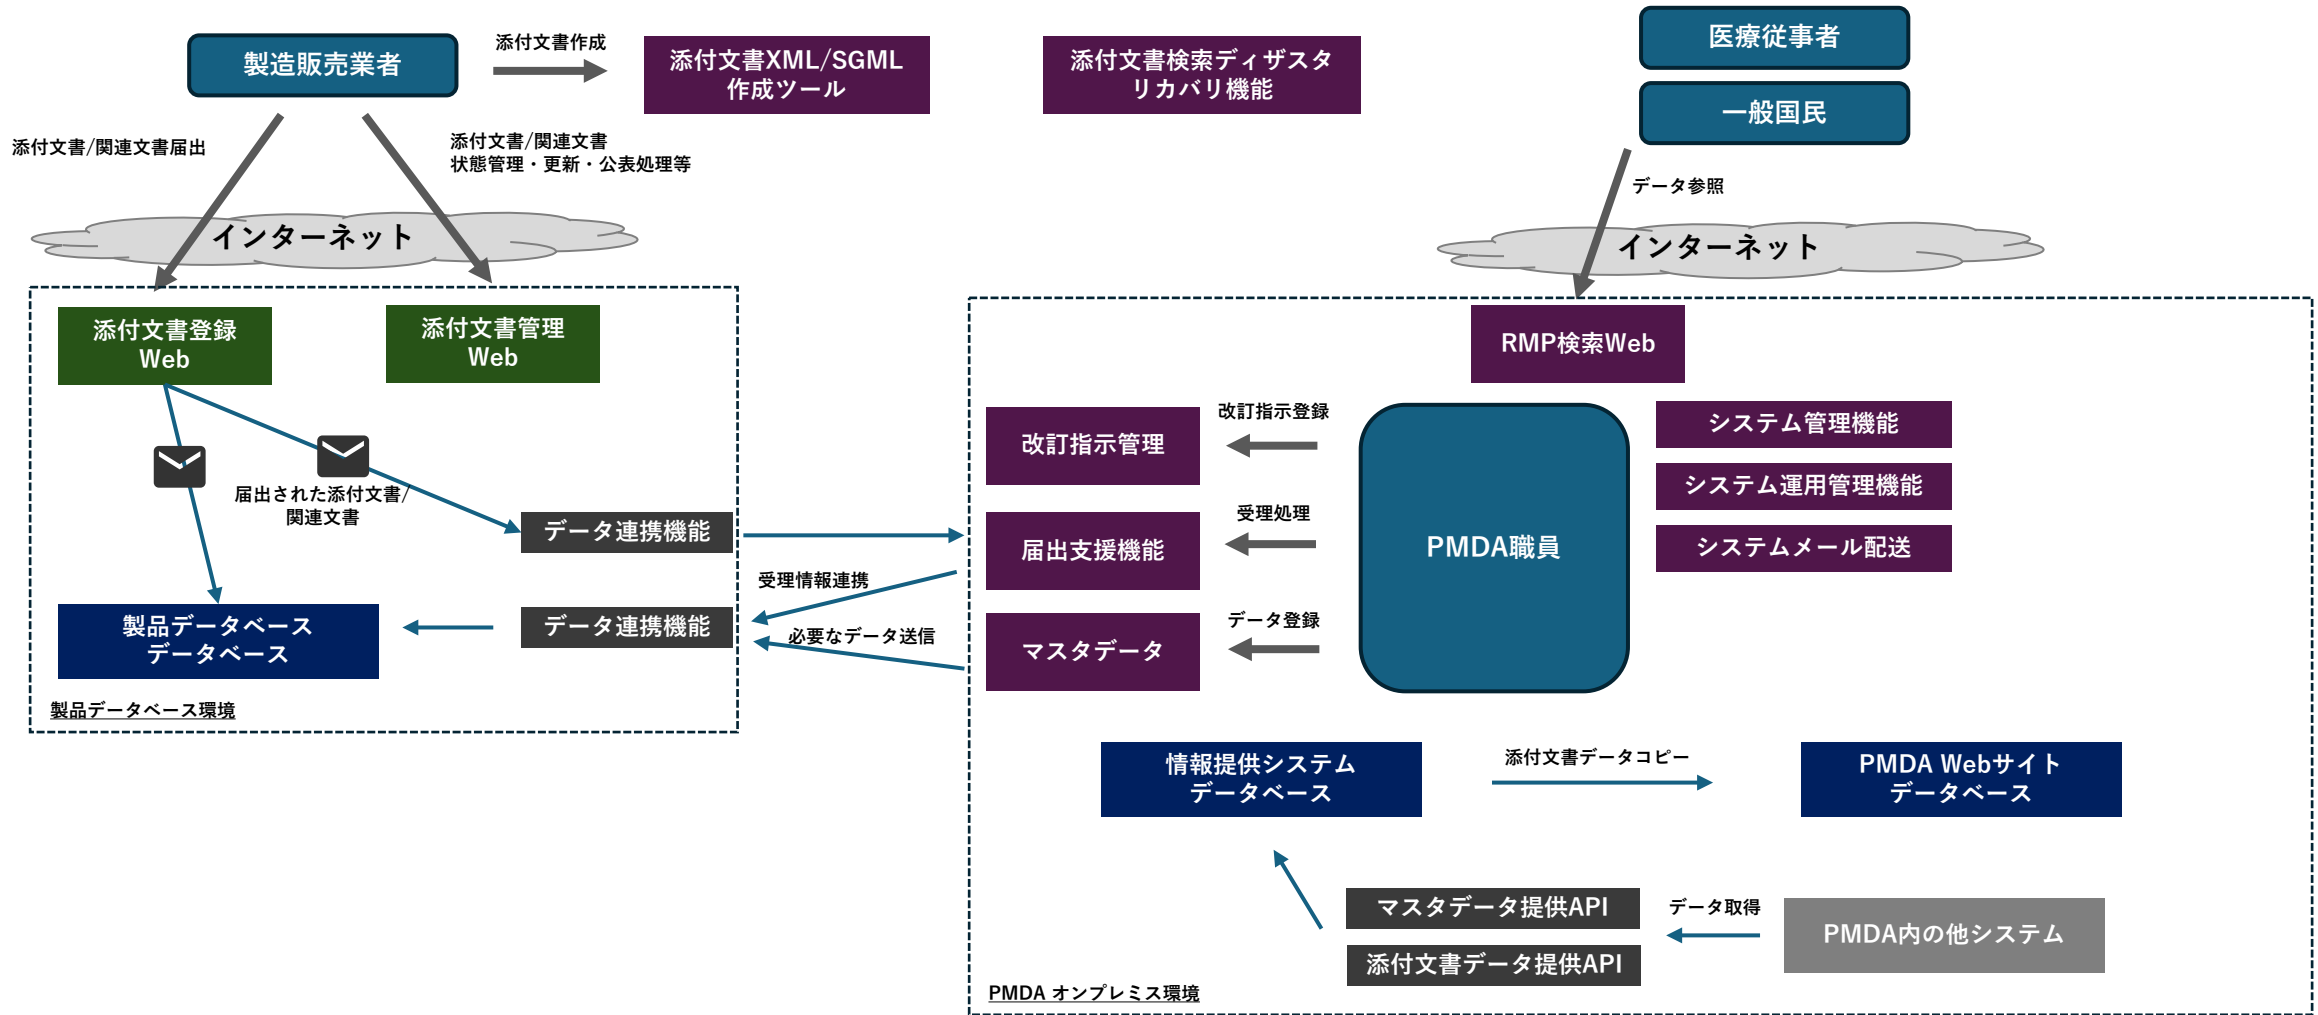 製造販売業者
添付文書作成
添付文書XML/SGML
作成ツール
添付文書検索ディザスタ
リカバリ機能
医療従事者
一般国民
添付文書/関連文書届出
添付文書/関連文書
状態管理・更新・公表処理等
データ参照
インターネット
インターネット
添付文書登録
Web
添付文書管理
Web
届出された添付文書/
関連文書
データ連携機能
データ連携機能
製品データベース
データベース
製品データベース環境
受理情報連携
必要なデータ送信
RMP検索Web
改訂指示管理
改訂指示登録
届出支援機能
受理処理
マスタデータ
データ登録
PMDA職員
システム管理機能
システム運用管理機能
システムメール配送
情報提供システム
データベース
添付文書データコピー
PMDA Webサイト
データベース
マスタデータ提供API
添付文書データ提供API
データ取得
PMDA内の他システム
PMDA オンプレミス環境